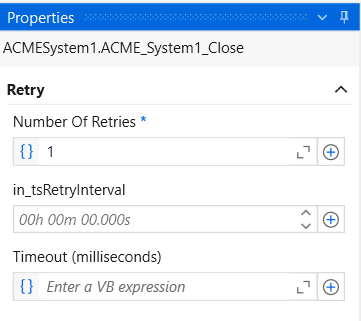 Properties
ACMESystem1.ACME_System1_Close
Retry
Number Of Retries *
{} 1
in_tsRetryInterval
00h 00m 00.000s
Timeout (milliseconds)
{} Enter a VB expression